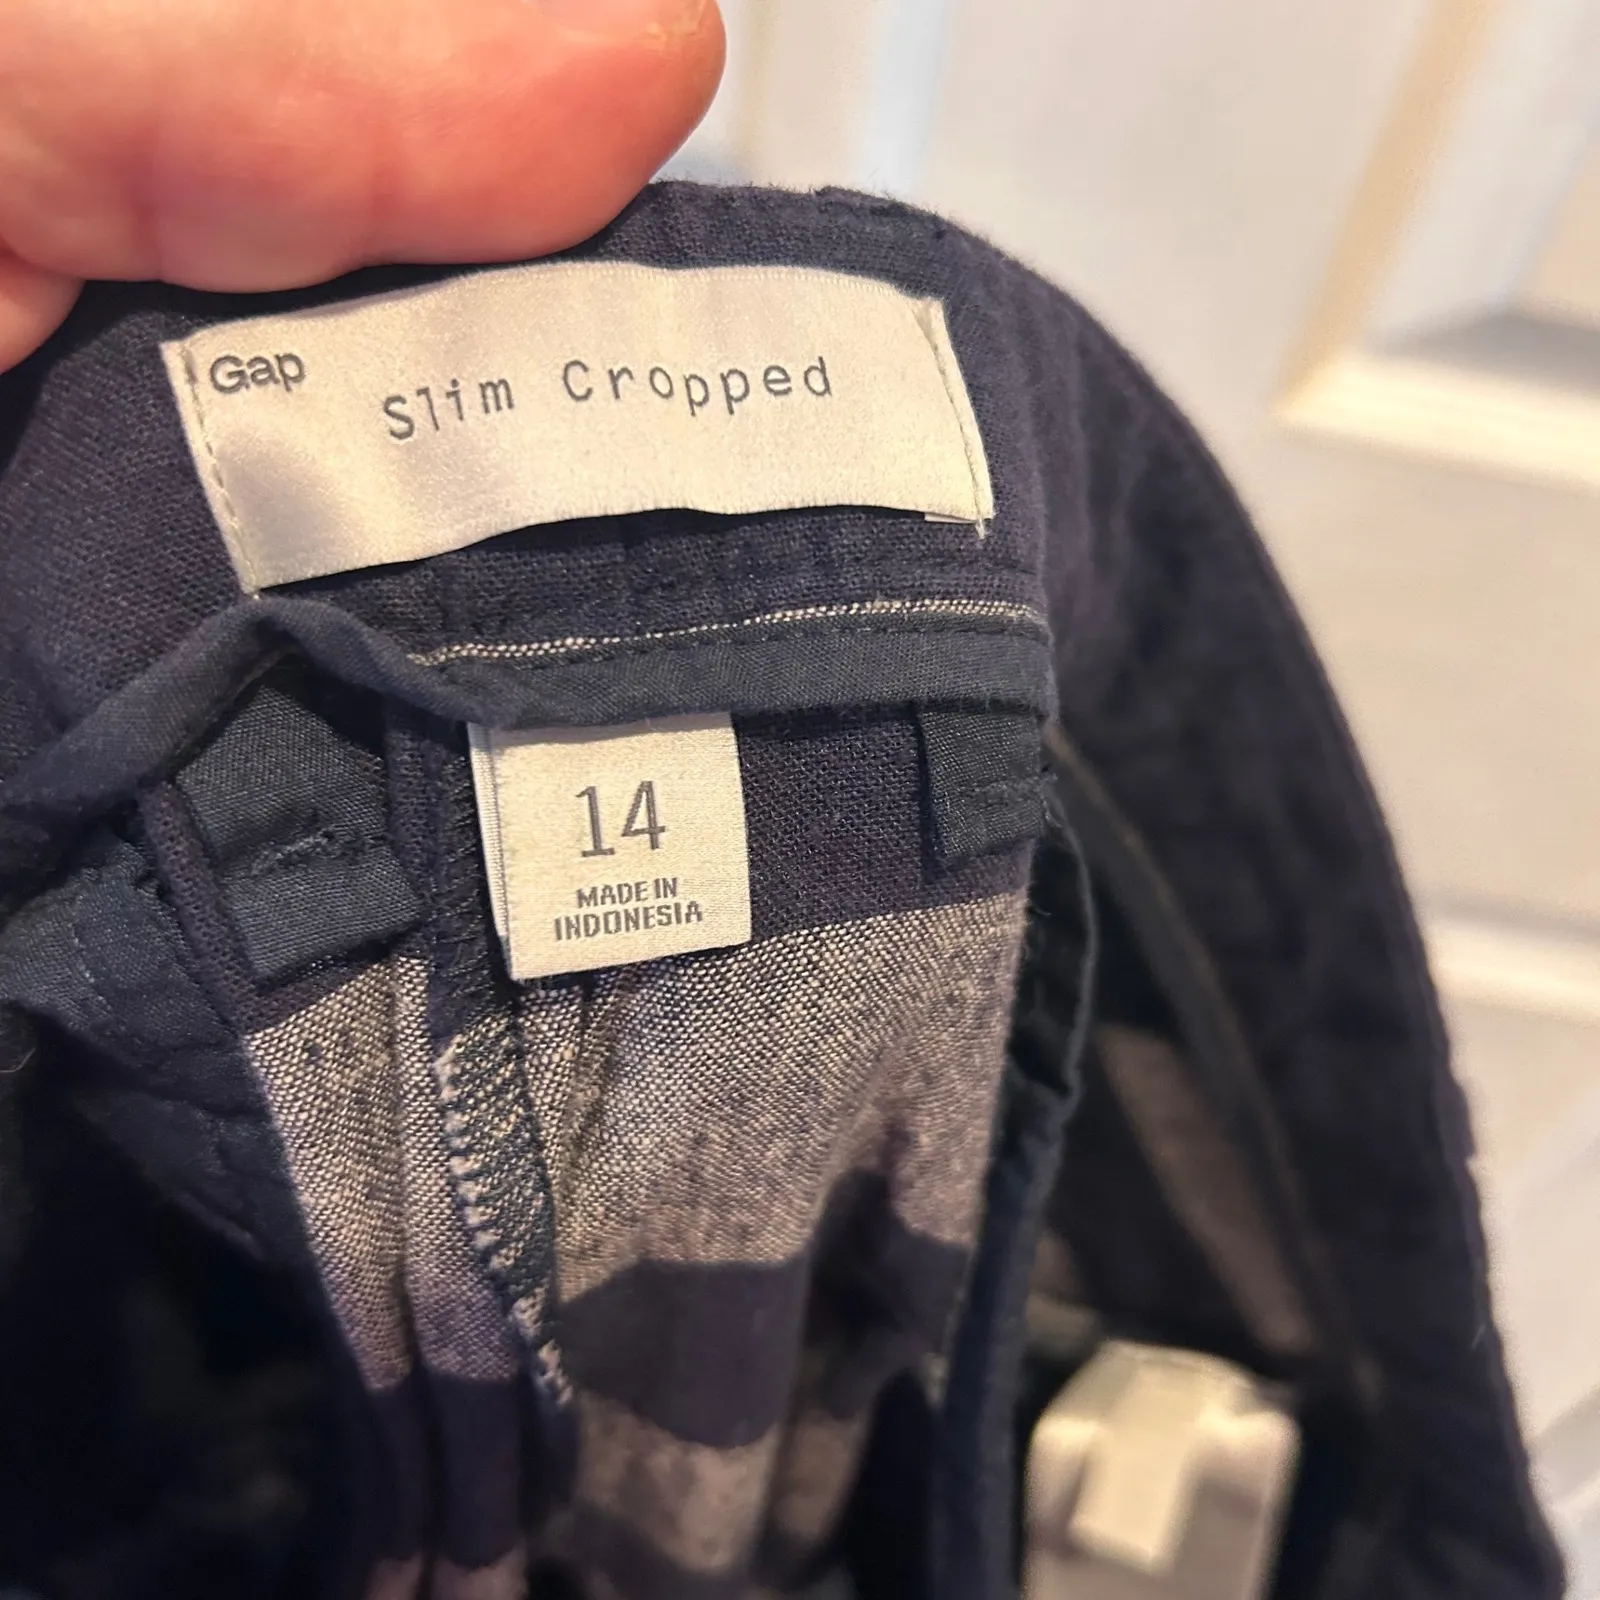 Gap
Slim Cropped
14
MADE IN
INDONESIA